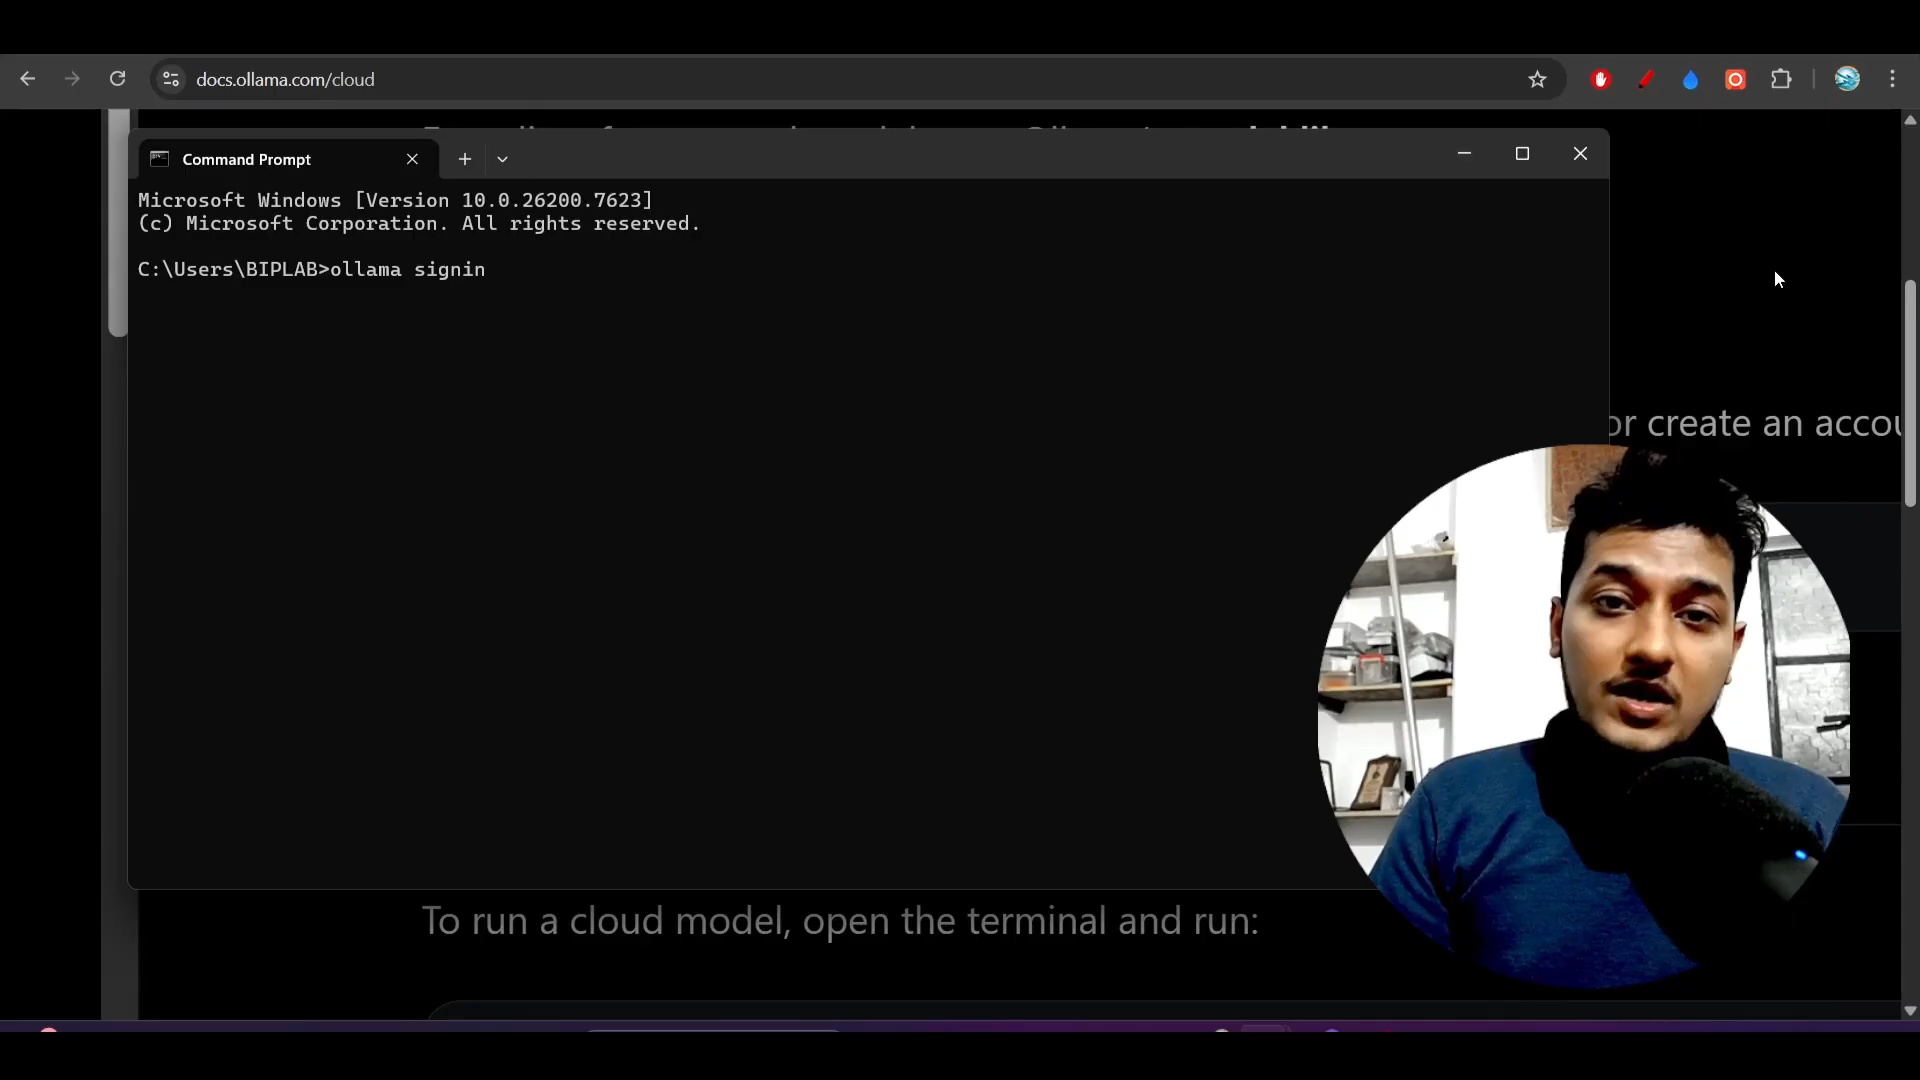 docs.ollama.com/cloud
Command Prompt
Microsoft Windows [Version 10.0.26200.7623]
(c) Microsoft Corporation. All rights reserved.
C:\Users\BIPLAB>ollama signin
or create an accou
To run a cloud model, open the terminal and run: